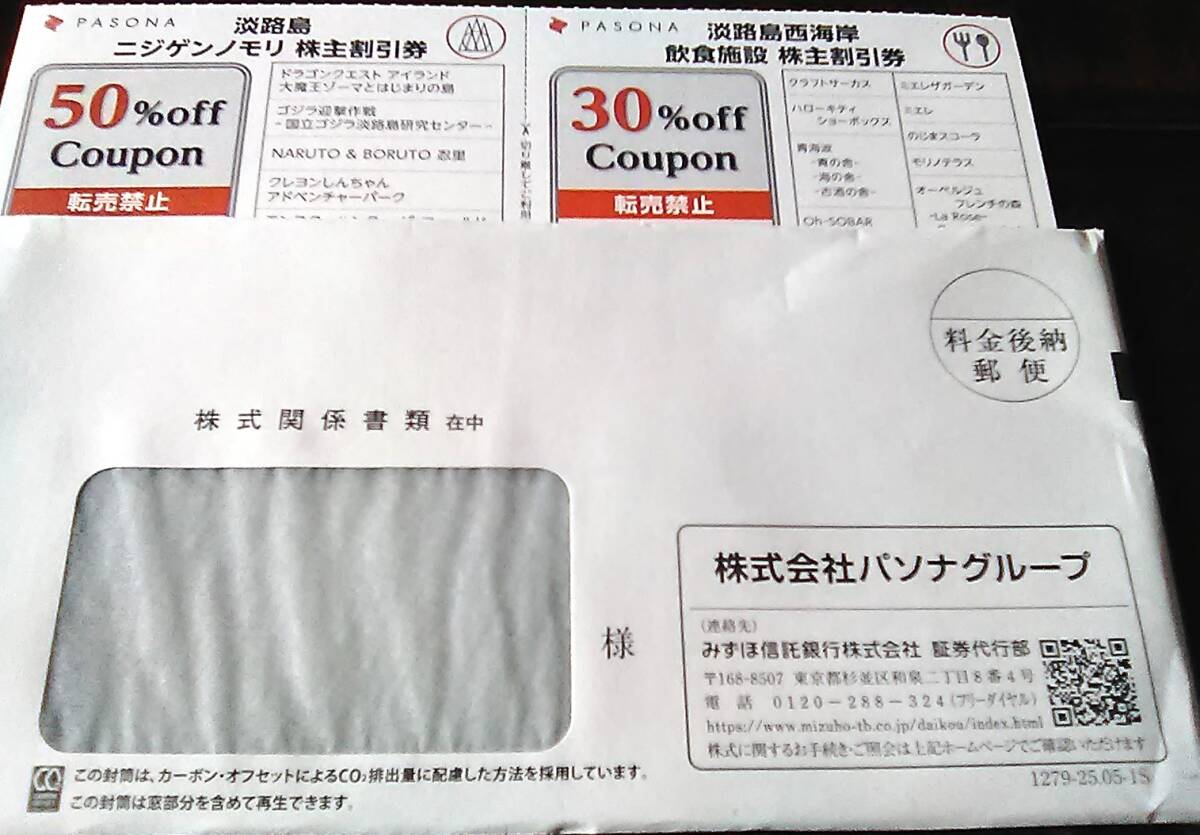 PASONA
淡路島
ニジゲンノモリ 株主割引券
50%off
Coupon
転売禁止
ドラゴンクエスト アイランド
大魔王ゾーマとはじまりの島
ゴジラ迎撃作戦
-国立ゴジラ淡路島研究センター-
NARUTO & BORUTO 忍里
クレヨンしんちゃん
アドベンチャーパーク
PASONA
淡路島西海岸
飲食施設 株主割引券
30%off
Coupon
転売禁止
クラフトサーカス
ハローキティ
ショーボックス
青海波
-青の舎-
-海の舎-
-古酒の舎-
Oh-SOBAR
ミエレザガーデン
ミエレ
のじまスコーラ
モリノテラス
オーベルジュ
フレンチの森
-La Rose-
料金後納
郵便
株式関係書類在中
様
株式会社パソナグループ
(連絡先)
みずほ信託銀行株式会社 証券代行部
〒168-8507 東京都杉並区和泉二丁目8番4号
電話 0120-288-324(フリーダイヤル)
https://www.mizuho-tb.co.jp/daikou/index.html
株式に関するお手続き・ご照会は上記ホームページでご確認いただけます
1279-25.05-1S
この封筒は、カーボン・オフセットによるCO₂排出量に配慮した方法を採用しています。
この封筒は窓部分を含めて再生できます。